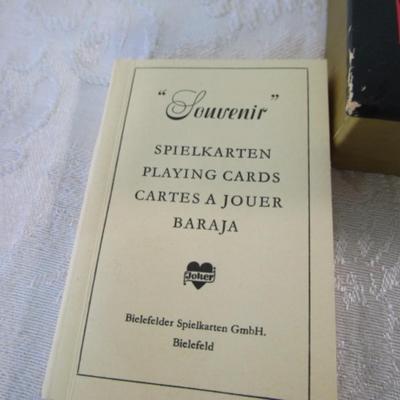 "Souvenir"
SPIELKARTEN
PLAYING CARDS
CARTES A JOUER
BARAJA
Joker
Bielefelder Spielkarten GmbH.
Bielefeld